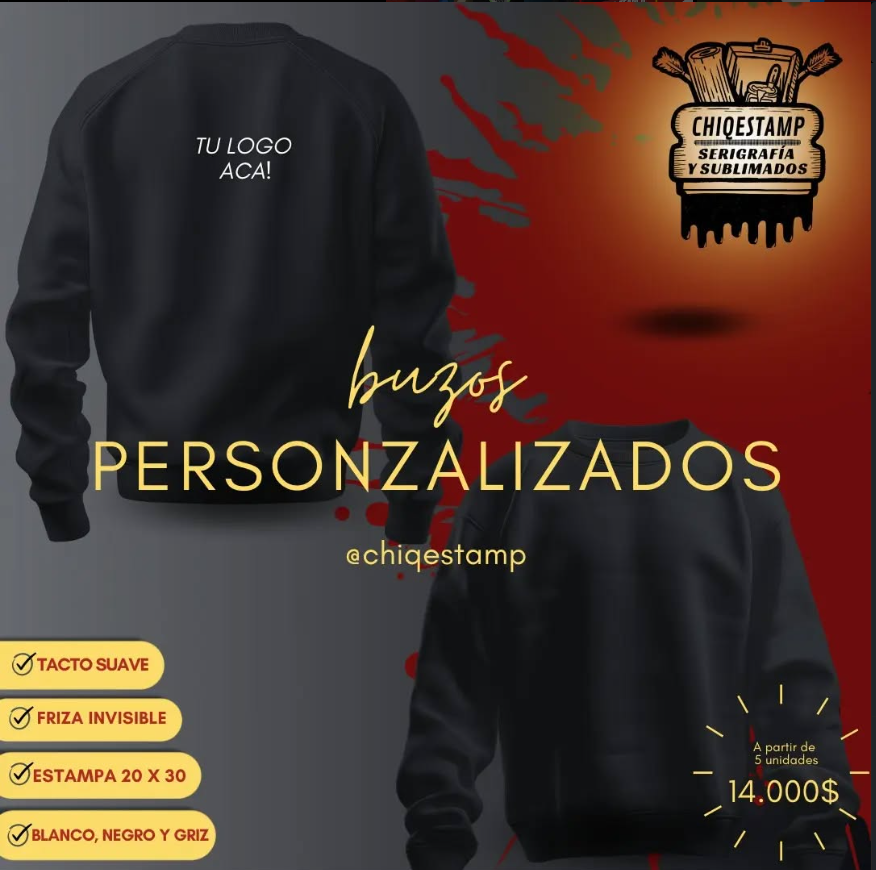 TU LOGO
ACA!
CHIQESTAMP
SERIGRAFÍA
Y SUBLIMADOS
buzos
PERSONZALIZADOS
@chiqestamp
TACTO SUAVE
FRIZA INVISIBLE
ESTAMPA 20 X 30
BLANCO, NEGRO Y GRIZ
A partir de
5 unidades
14.000$